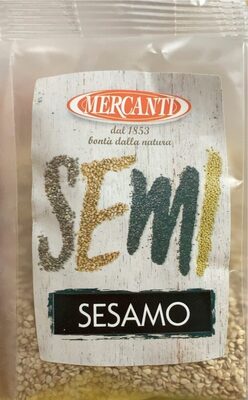 MERCANTI
dal 1853
bontà dalla natura
SEMI
SESAMO